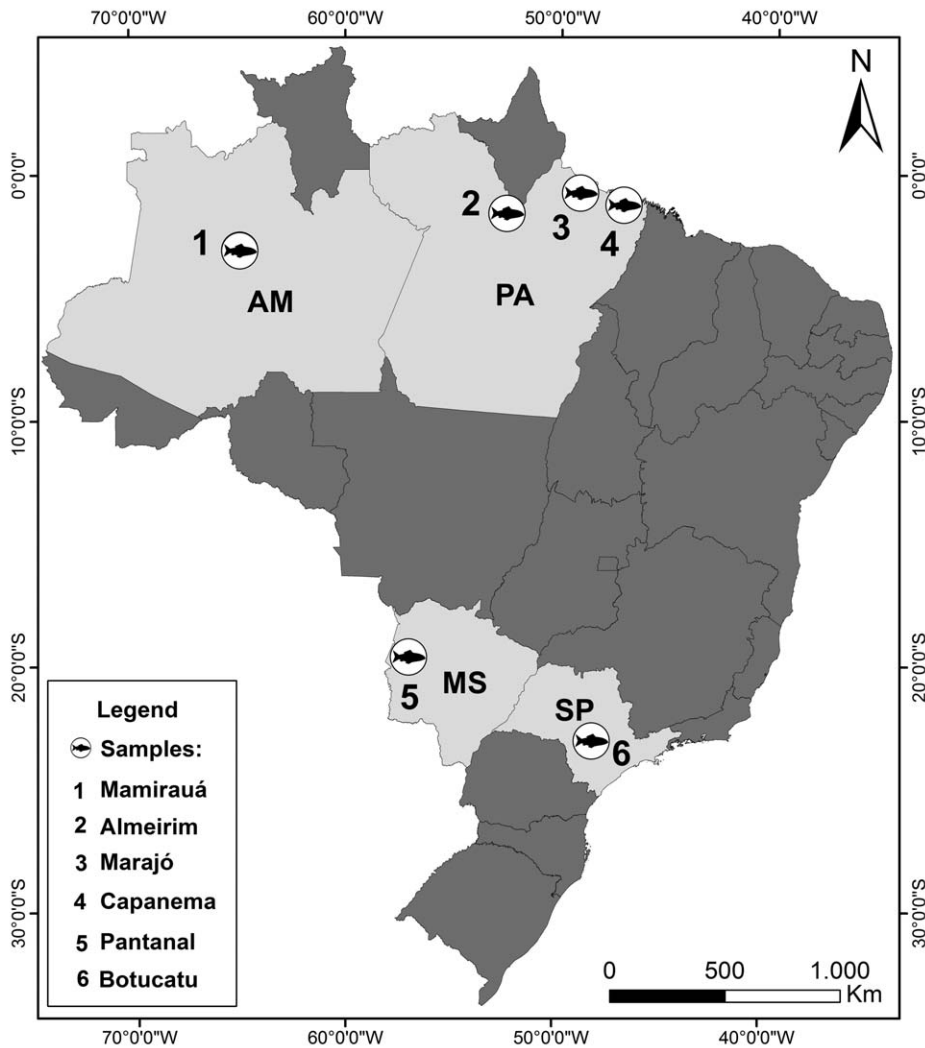 70°0'0"W 60°0'0"W 50°0'0"W 40°0'0"W
N
0°0'0"
10°0'0"S
20°0'0"S
30°0'0"S
0°0'0"
10°0'0"S
20°0'0"S
30°0'0"S
1
2
3
4
AM
PA
5
MS
SP
6
Legend
Samples:
1 Mamirauá
2 Almeirim
3 Marajó
4 Capanema
5 Pantanal
6 Botucatu
0 500 1.000
Km
70°0'0"W 60°0'0"W 50°0'0"W 40°0'0"W